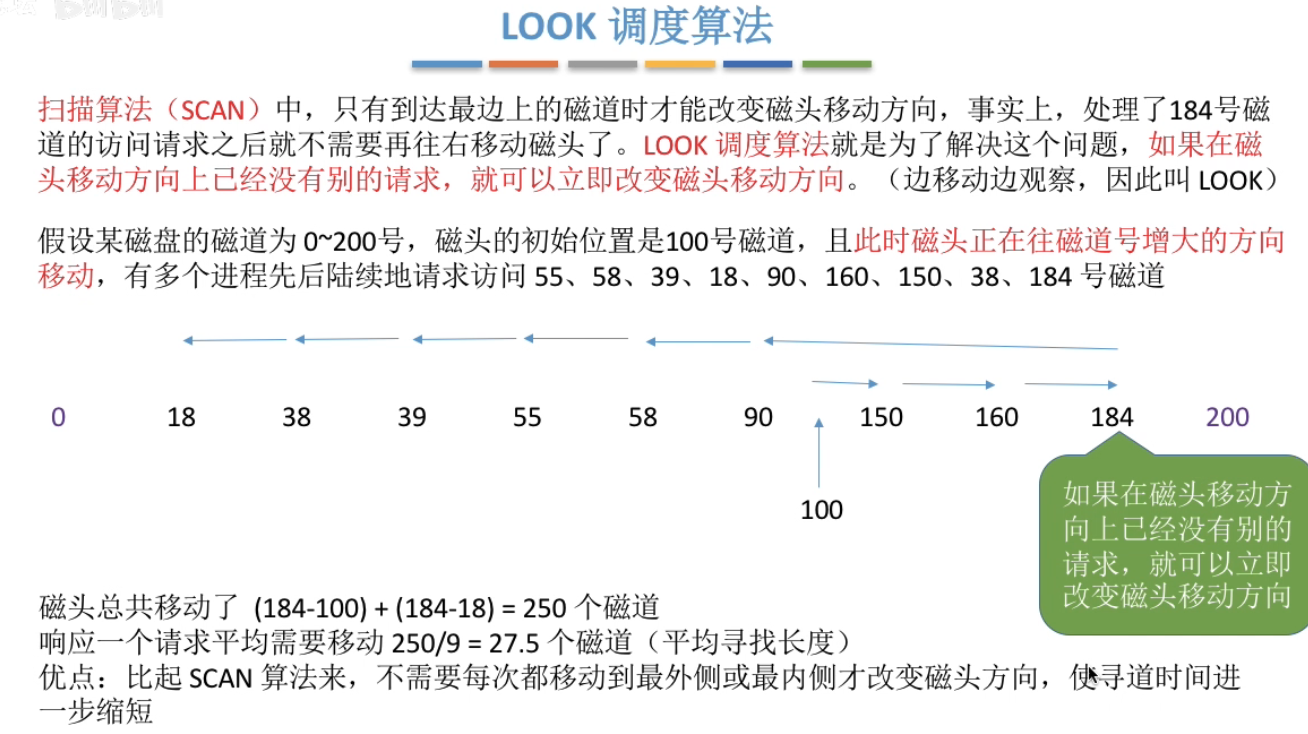 LOOK 调度算法
扫描算法（SCAN）中，只有到达最边上的磁道时才能改变磁头移动方向，事实上，处理了184号磁
道的访问请求之后就不需要再往右移动磁头了。LOOK 调度算法就是为了解决这个问题，如果在磁
头移动方向上已经没有别的请求，就可以立即改变磁头移动方向。（边移动边观察，因此叫 LOOK）
假设某磁盘的磁道为 0~200号，磁头的初始位置是100号磁道，且此时磁头正在往磁道号增大的方向
移动，有多个进程先后陆续地请求访问 55、58、39、18、90、160、150、38、184 号磁道
0 18 38 39 55 58 90 150 160 184 200
100
如果在磁头移动方
向上已经没有别的
请求，就可以立即
改变磁头移动方向
磁头总共移动了 (184-100) + (184-18) = 250 个磁道
响应一个请求平均需要移动 250/9 = 27.5 个磁道（平均寻找长度）
优点：比起 SCAN 算法来，不需要每次都移动到最外侧或最内侧才改变磁头方向，使寻道时间进
一步缩短